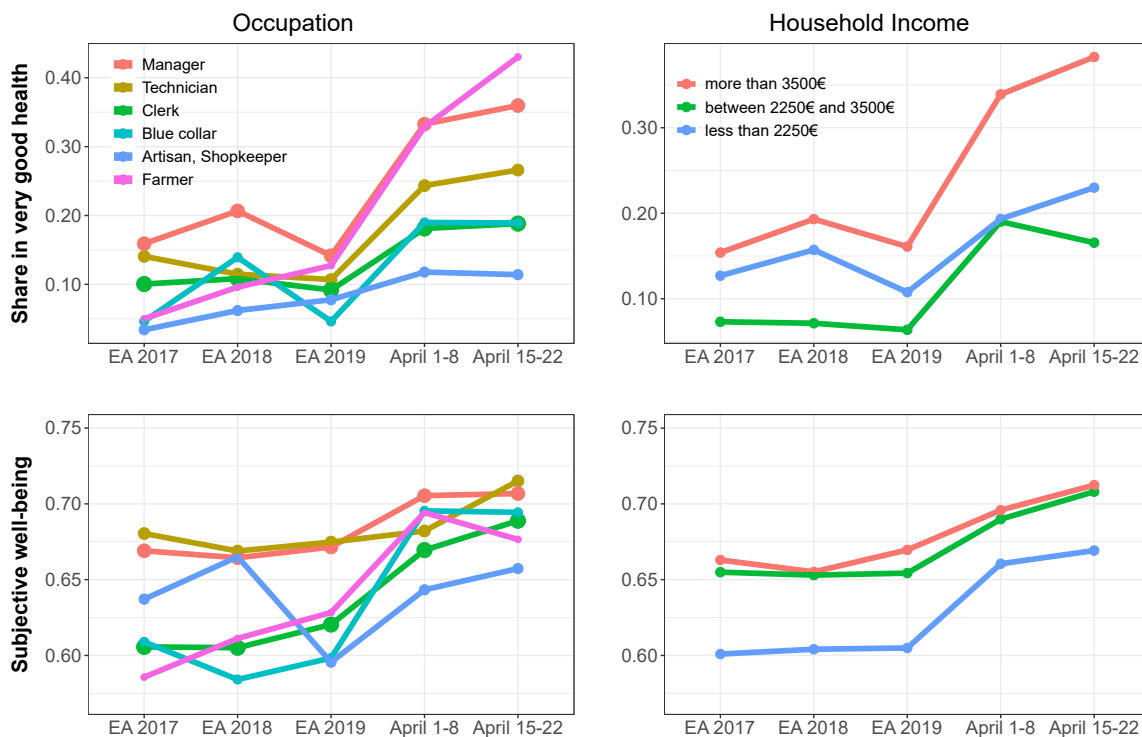 Occupation
Household Income
Share in very good health
0.40
0.30
0.20
0.10
Manager
Technician
Clerk
Blue collar
Artisan, Shopkeeper
Farmer
EA 2017 EA 2018 EA 2019 April 1-8 April 15-22
0.30
0.20
0.10
more than 3500€
between 2250€ and 3500€
less than 2250€
EA 2017 EA 2018 EA 2019 April 1-8 April 15-22
Subjective well-being
0.75
0.70
0.65
0.60
EA 2017 EA 2018 EA 2019 April 1-8 April 15-22
0.75
0.70
0.65
0.60
EA 2017 EA 2018 EA 2019 April 1-8 April 15-22